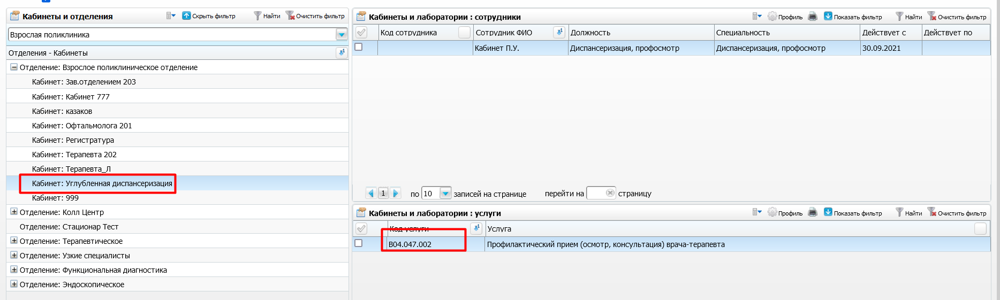 Кабинеты и отделения
Скрыть фильтр Найти Очистить фильтр
Взрослая поликлиника
Отделения - Кабинеты
Отделение: Взрослое поликлиническое отделение
Кабинет: Зав.отделением 203
Кабинет: Кабинет 777
Кабинет: казаков
Кабинет: Офтальмолога 201
Кабинет: Регистратура
Кабинет: Терапевта 202
Кабинет: Терапевта_Л
Кабинет: Углубленная диспансеризация
Кабинет: 999
Отделение: Колл Центр
Отделение: Стационар Тест
Отделение: Терапевтическое
Отделение: Узкие специалисты
Отделение: Функциональная диагностика
Отделение: Эндоскопическое
Кабинеты и лаборатории : сотрудники
Профиль Показать фильтр Найти Очистить фильтр
Код сотрудника Сотрудник ФИО Должность Специальность Действует с Действует по
Кабинет П.У. Диспансеризация, профосмотр Диспансеризация, профосмотр 30.09.2021
1 по 10 записей на странице перейти на страницу
Кабинеты и лаборатории : услуги
Профиль Показать фильтр Найти Очистить фильтр
Код услуги Услуга
B04.047.002 Профилактический прием (осмотр, консультация) врача-терапевта